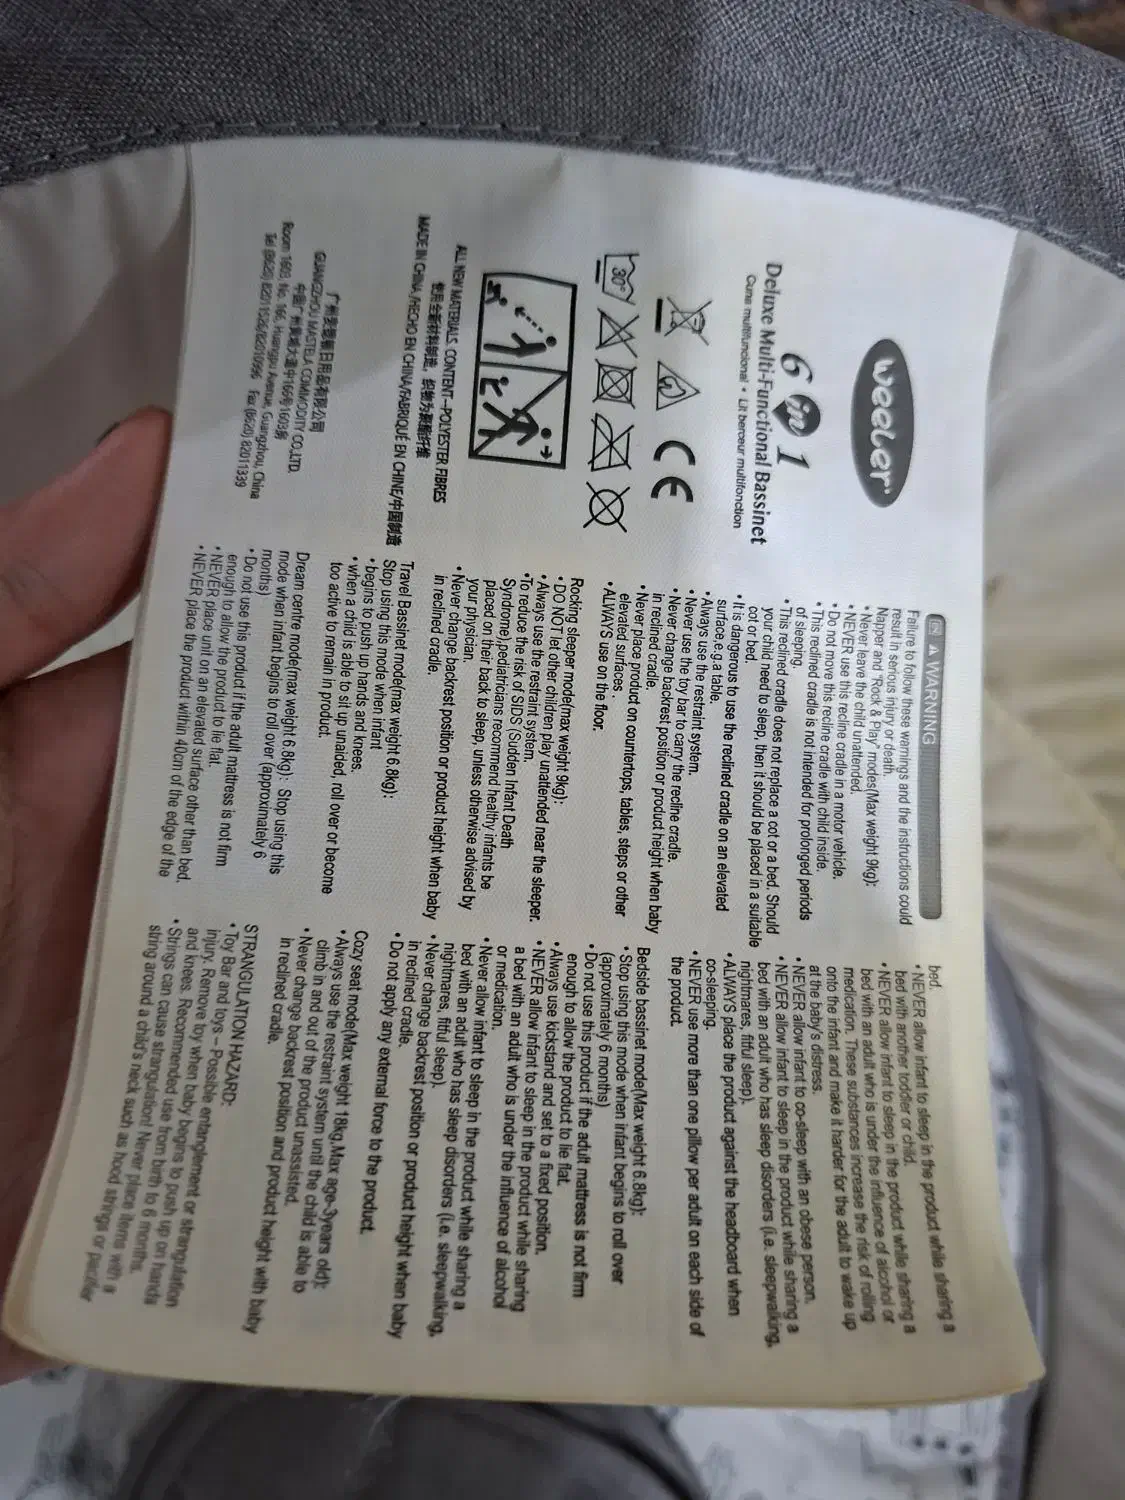 weeler
6 in 1
Deluxe Multi-Functional Bassinet
Cuna multifuncional • Lit berceur multifonction
CE
30°
ALL NEW MATERIALS, CONTENT-POLYESTER FIBRES
使用全新材料制造，织物为聚酯纤维
MADE IN CHINA/HECHO EN CHINA/FABRIQUÉ EN CHINE/中国制造
GUANGZHOU MASTELA COMMODITY CO.,LTD.
Room 1603, No. 166, Huangpu Avenue, Guangzhou, China
Tel (8620) 82011526/82010996 Fax (8620) 82011339
EN WARNING
Failure to follow these warnings and the instructions could
result in serious injury or death.
Napper and "Rock & Play" modes(Max weight 9kg):
• Never leave the child unattended.
• NEVER use this recline cradle in a motor vehicle.
• Do not move this recline cradle with child inside.
• This reclined cradle is not intended for prolonged periods
of sleeping.
• This reclined cradle does not replace a cot or a bed. Should
your child need to sleep, then it should be placed in a suitable
cot or bed.
• It is dangerous to use the reclined cradle on an elevated
surface,e.g.a table.
• Always use the restraint system.
• Never use the toy bar to carry the recline cradle.
• Never change backrest position or product height when baby
in reclined cradle.
• Never place product on countertops, tables, steps or other
elevated surfaces .
• ALWAYS use on the floor.
Rocking sleeper mode(max weight 9kg):
• DO NOT let other children play unattended near the sleeper.
• Always use the restraint system.
•To reduce the risk of SIDS (Sudden Infant Death
Syndrome),pediatricians recommend healthy infants be
placed on their back to sleep, unless otherwise advised by
your physician.
• Never change backrest position or product height when baby
in reclined cradle.
Travel Bassinet mode(max weight 6.8kg):
Stop using this mode when infant
• begins to push up hands and knees,
• when a child is able to sit up unaided, roll over or become
too active to remain in product.
Dream centre mode(max weight 6.8kg): Stop using this
mode when infant begins to roll over (approximately 6
months)
• Do not use this product if the adult mattress is not firm
enough to allow the product to lie flat.
• NEVER place unit on an elevated surface other than bed.
• NEVER place the product within 40cm of the edge of the
bed.
• NEVER allow infant to sleep in the product while sharing a
bed with another toddler or child.
• NEVER allow infant to sleep in the product while sharing a
bed with an adult who is under the influence of alcohol or
medication. These substances increase the risk of rolling
onto the infant and make it harder for the adult to wake up
at the baby's distress.
• NEVER allow infant to co-sleep with an obese person.
• NEVER allow infant to sleep in the product while sharing a
bed with an adult who has sleep disorders (i.e. sleepwalking,
nightmares, fitful sleep).
• ALWAYS place the product against the headboard when
co-sleeping.
• NEVER use more than one pillow per adult on each side of
the product.
Bedside bassinet mode(Max weight 6.8kg):
• Stop using this mode when infant begins to roll over
(approximately 6 months)
• Do not use this product if the adult mattress is not firm
enough to allow the product to lie flat.
• Always use kickstand and set to a fixed position.
• NEVER allow infant to sleep in the product while sharing
a bed with an adult who is under the influence of alcohol
or medication.
• Never allow infant to sleep in the product while sharing a
bed with an adult who has sleep disorders (i.e. sleepwalking,
nightmares, fitful sleep).
• Never change backrest position or product height when baby
in reclined cradle.
• Do not apply any external force to the product.
Cozy seat mode(Max weight 18kg,Max age-3years old):
• Always use the restraint system until the child is able to
climb in and out of the product unassisted.
• Never change backrest position and product height with baby
in reclined cradle.
STRANGULATION HAZARD:
• Toy Bar and toys – Possible entanglement or strangulation
injury. Remove toy when baby begins to push up on hands
and knees. Recommended use from birth to 6 months.
• Strings can cause strangulation! Never place items with a
string around a child's neck such as hood strings or pacifier